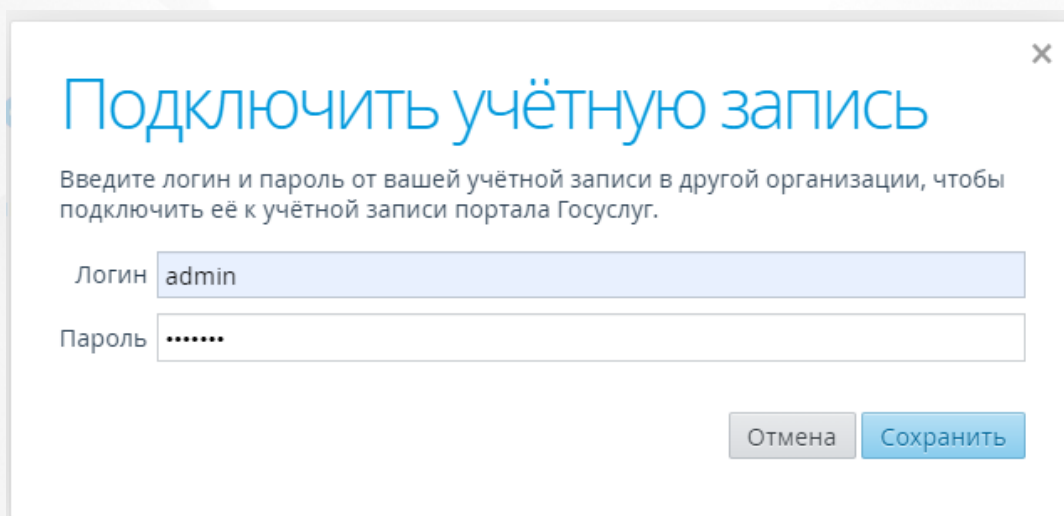 Подключить учётную запись
Введите логин и пароль от вашей учётной записи в другой организации, чтобы
подключить её к учётной записи портала Госуслуг.
Логин admin
Пароль •••••••
Отмена Сохранить